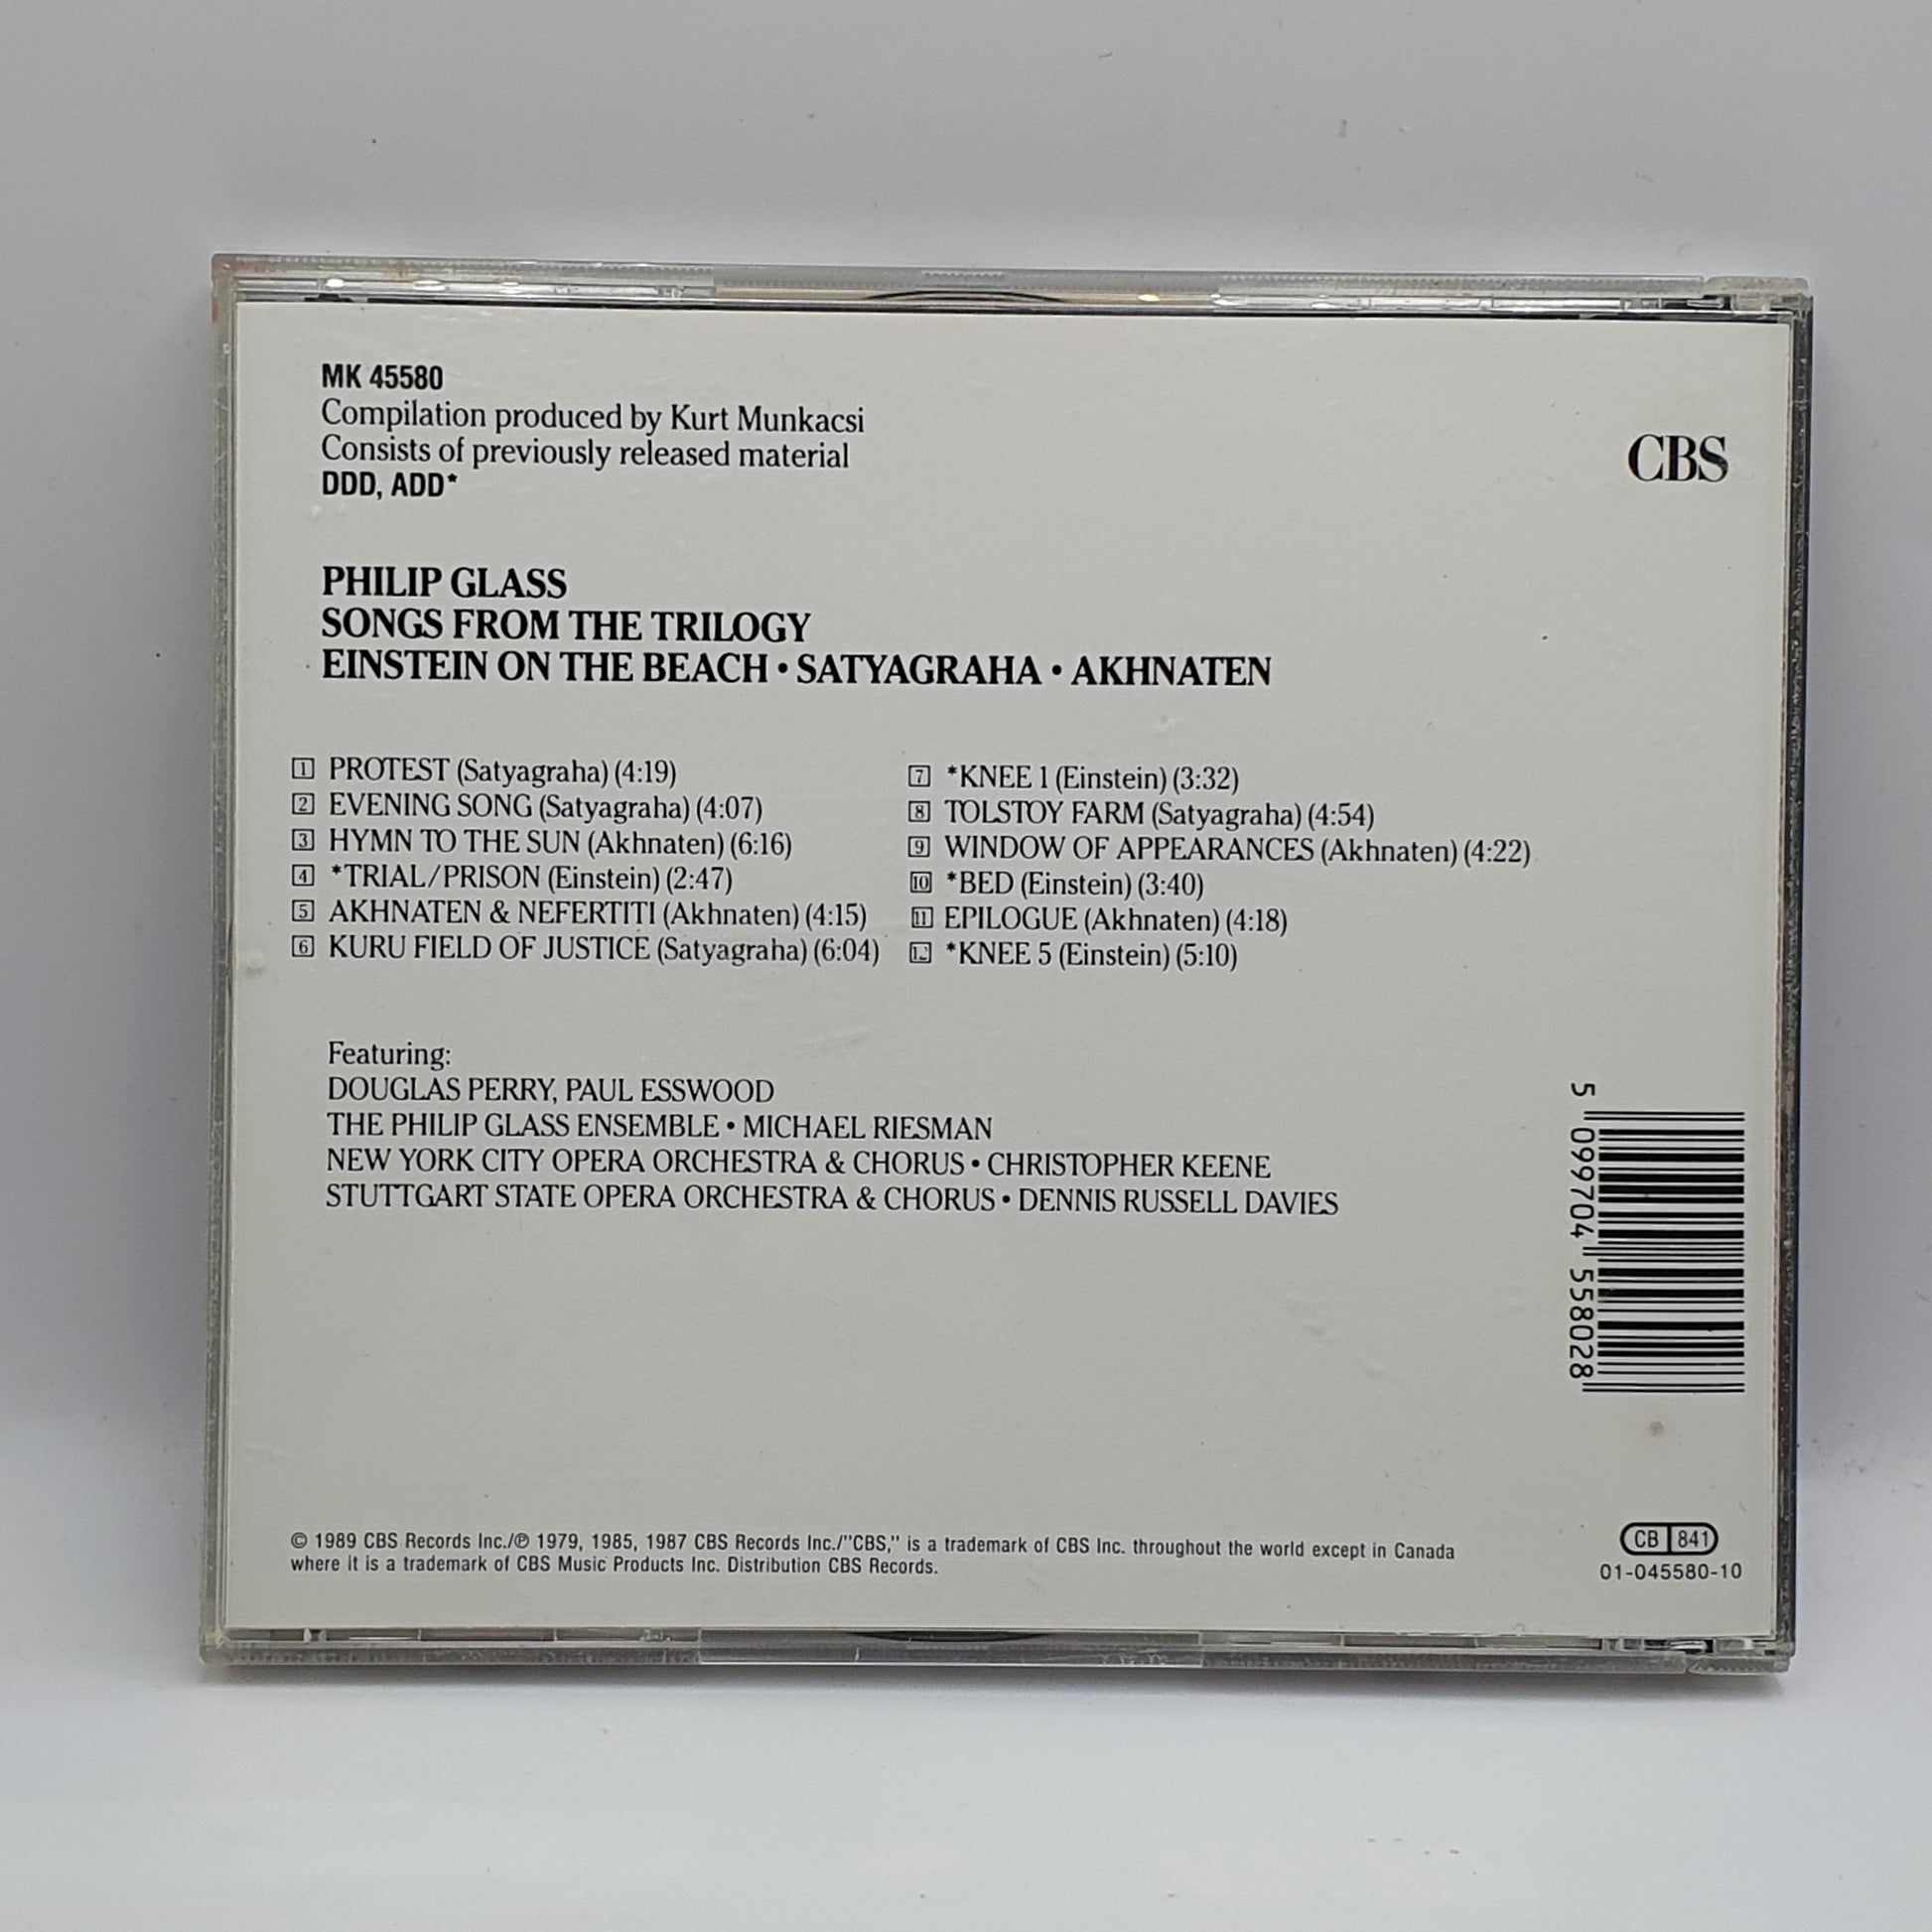 MK 45580
Compilation produced by Kurt Munkacsi
Consists of previously released material
DDD, ADD*
CBS
PHILIP GLASS
SONGS FROM THE TRILOGY
EINSTEIN ON THE BEACH • SATYAGRAHA • AKHNATEN
1 PROTEST (Satyagraha) (4:19)
2 EVENING SONG (Satyagraha) (4:07)
3 HYMN TO THE SUN (Akhnaten) (6:16)
4 *TRIAL/PRISON (Einstein) (2:47)
5 AKHNATEN & NEFERTITI (Akhnaten) (4:15)
6 KURU FIELD OF JUSTICE (Satyagraha) (6:04)
7 *KNEE 1 (Einstein) (3:32)
8 TOLSTOY FARM (Satyagraha) (4:54)
9 WINDOW OF APPEARANCES (Akhnaten) (4:22)
10 *BED (Einstein) (3:40)
11 EPILOGUE (Akhnaten) (4:18)
12 *KNEE 5 (Einstein) (5:10)
Featuring:
DOUGLAS PERRY, PAUL ESSWOOD
THE PHILIP GLASS ENSEMBLE • MICHAEL RIESMAN
NEW YORK CITY OPERA ORCHESTRA & CHORUS • CHRISTOPHER KEENE
STUTTGART STATE OPERA ORCHESTRA & CHORUS • DENNIS RUSSELL DAVIES
5 099704 558028
© 1989 CBS Records Inc./℗ 1979, 1985, 1987 CBS Records Inc./"CBS," is a trademark of CBS Inc. throughout the world except in Canada
where it is a trademark of CBS Music Products Inc. Distribution CBS Records.
CB 841
01-045580-10